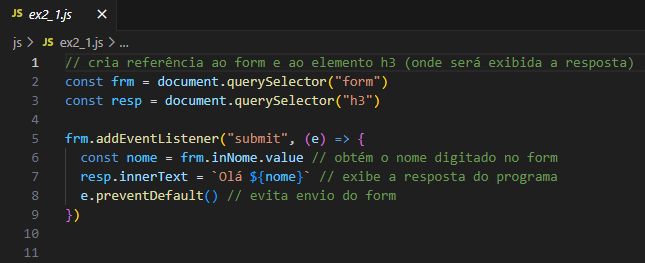 JS ex2_1.js ×
js > JS ex2_1.js > ...
1 // cria referência ao form e ao elemento h3 (onde será exibida a resposta)
2 const frm = document.querySelector("form")
3 const resp = document.querySelector("h3")
4
5 frm.addEventListener("submit", (e) => {
6   const nome = frm.inNome.value // obtém o nome digitado no form
7   resp.innerText = `Olá ${nome}` // exibe a resposta do programa
8   e.preventDefault() // evita envio do form
9 })
10
11